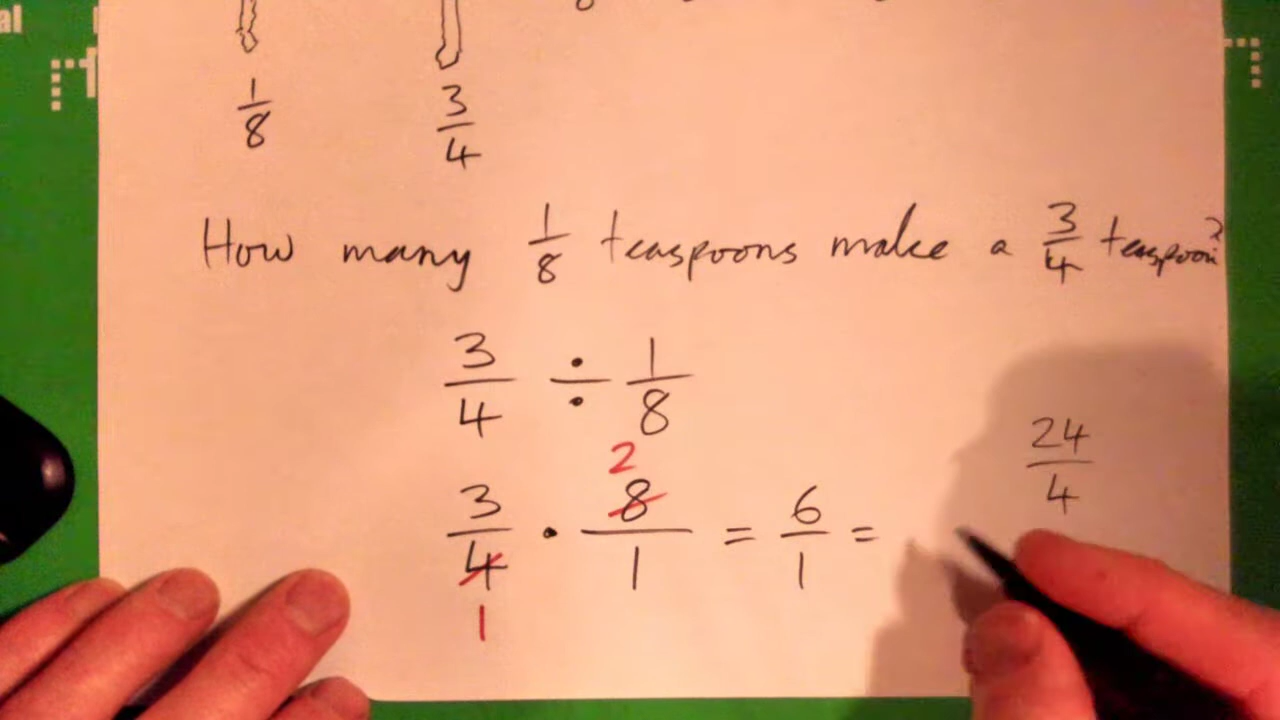 al
1/8 3/4
How many 1/8 teaspoons make a 3/4 teaspoon?
3/4 ÷ 1/8
24/4
2
3/4 · 8/1 = 6/1 =
1